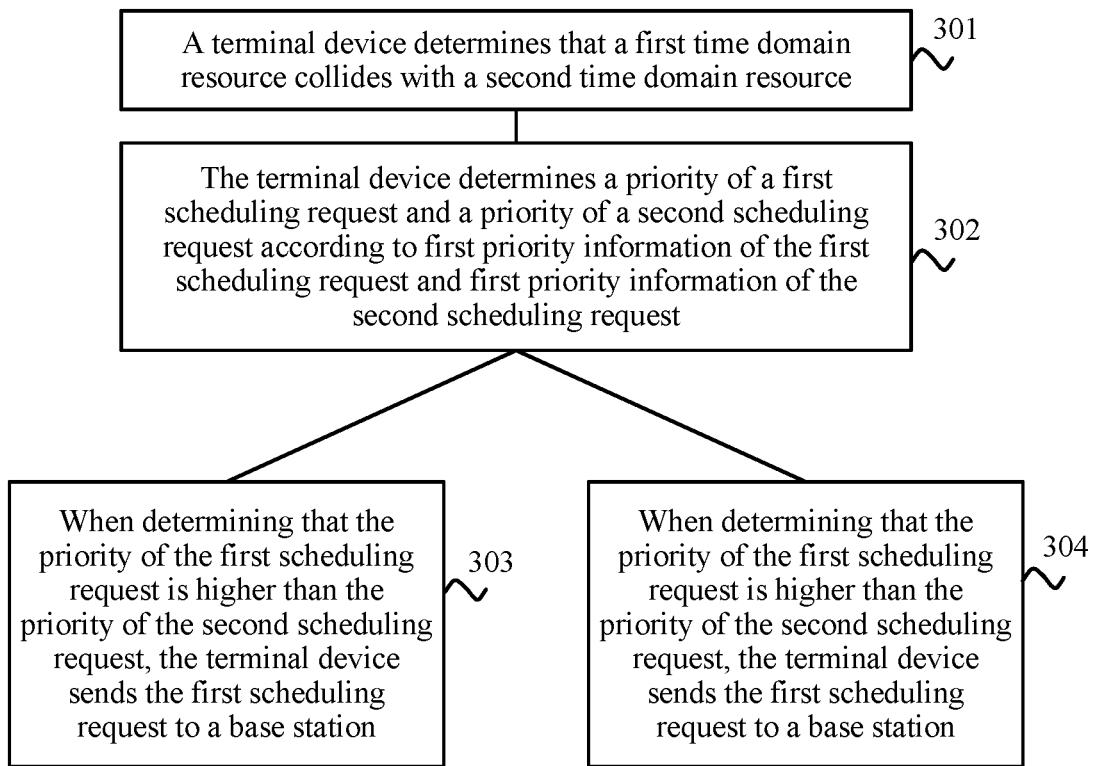 A terminal device determines that a first time domain
resource collides with a second time domain resource
301
The terminal device determines a priority of a first
scheduling request and a priority of a second scheduling
request according to first priority information of the first
scheduling request and first priority information of the
second scheduling request
302
When determining that the
priority of the first scheduling
request is higher than the
priority of the second scheduling
request, the terminal device
sends the first scheduling
request to a base station
303
When determining that the
priority of the first scheduling
request is higher than the
priority of the second scheduling
request, the terminal device
sends the first scheduling
request to a base station
304